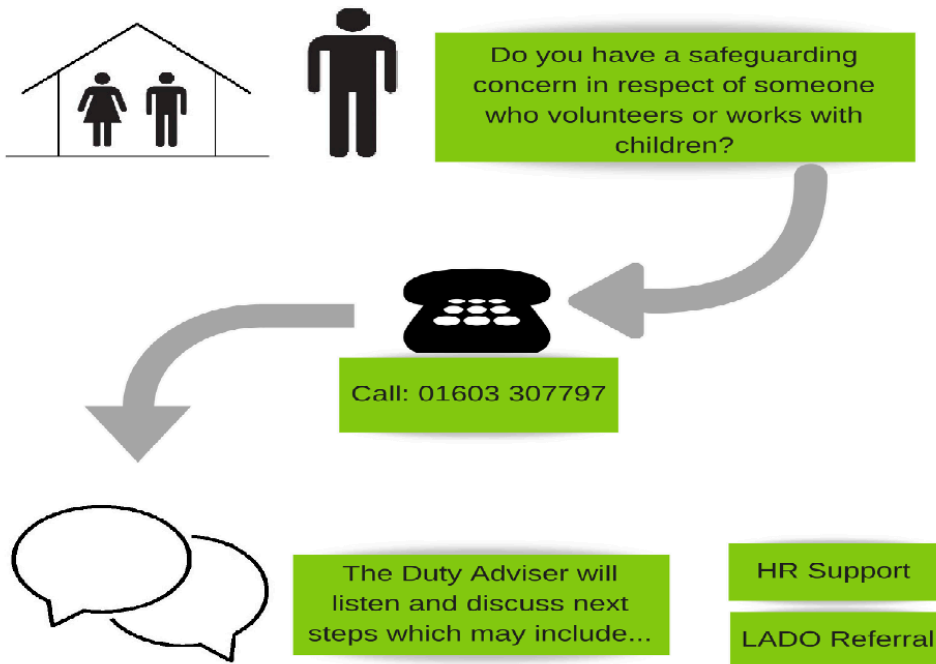 Do you have a safeguarding
concern in respect of someone
who volunteers or works with
children?
Call: 01603 307797
The Duty Adviser will
listen and discuss next
steps which may include...
HR Support
LADO Referral